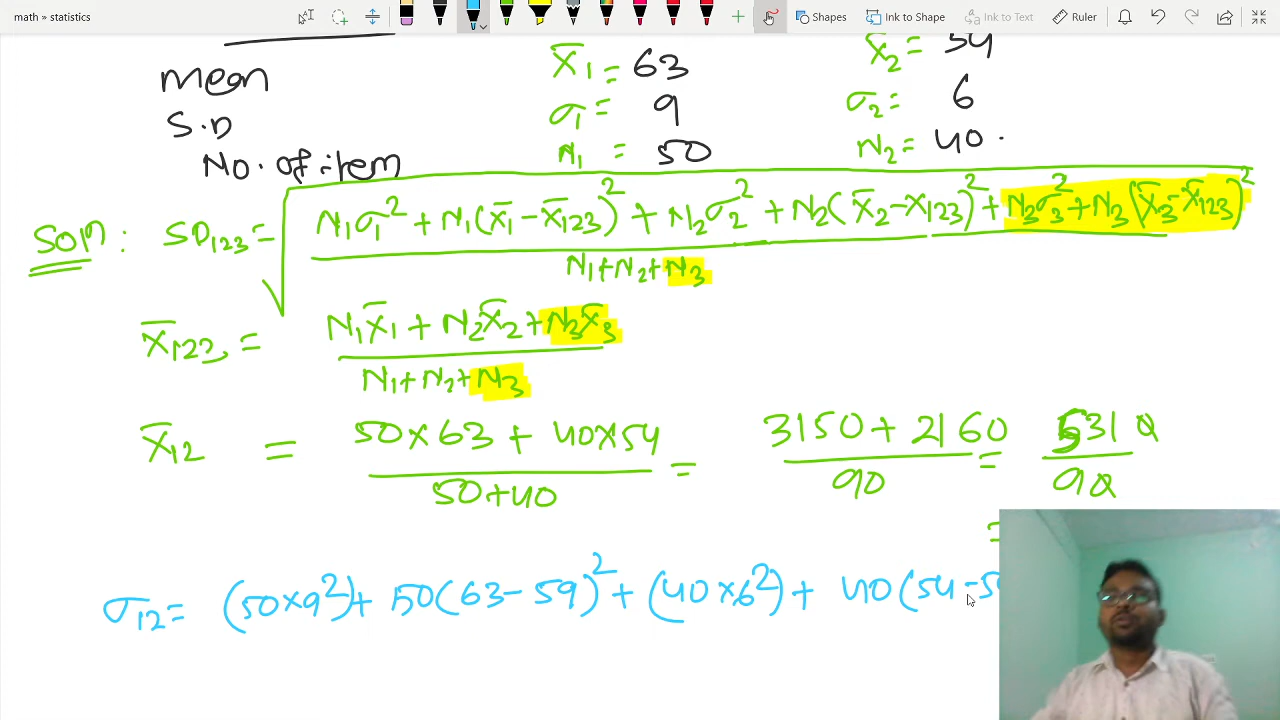 math » statistics
Shapes Ink to Shape Ink to Text Ruler
mean x̄1 = 63 x̄2 = 54
S.D σ1 = 9 σ2 = 6
No. of item N1 = 50 N2 = 40.
Soln: SD123 = √ N1σ1² + N1(x̄1 - x̄123)² + N2σ2² + N2(x̄2 - x̄123)² + N3σ3² + N3(x̄3 - x̄123)²
N1+N2+N3
x̄123 = N1x̄1 + N2x̄2 + N3x̄3
N1+N2+N3
x̄12 = 50×63 + 40×54 = 3150 + 2160 = 5310
50+40 90 90
=
σ12 = (50×9²) + 50(63-59)² + (40×6²) + 40(54-5